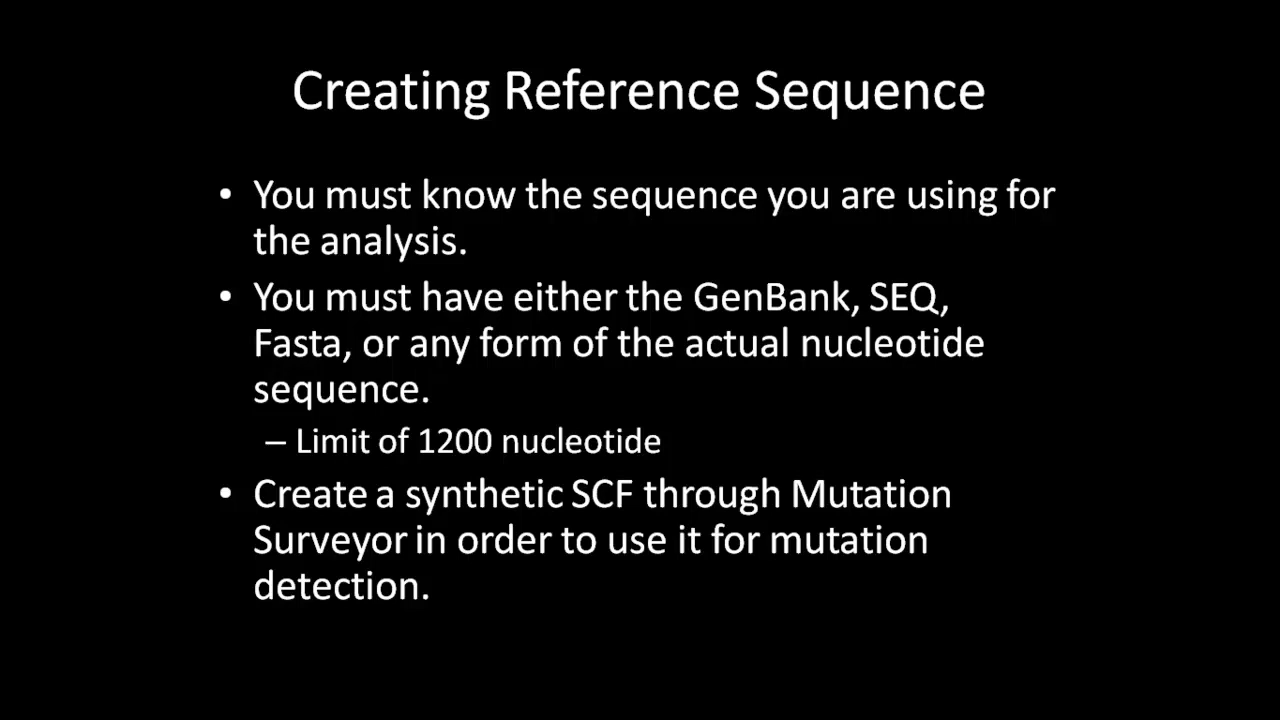 Creating Reference Sequence
• You must know the sequence you are using for
the analysis.
• You must have either the GenBank, SEQ,
Fasta, or any form of the actual nucleotide
sequence.
– Limit of 1200 nucleotide
• Create a synthetic SCF through Mutation
Surveyor in order to use it for mutation
detection.